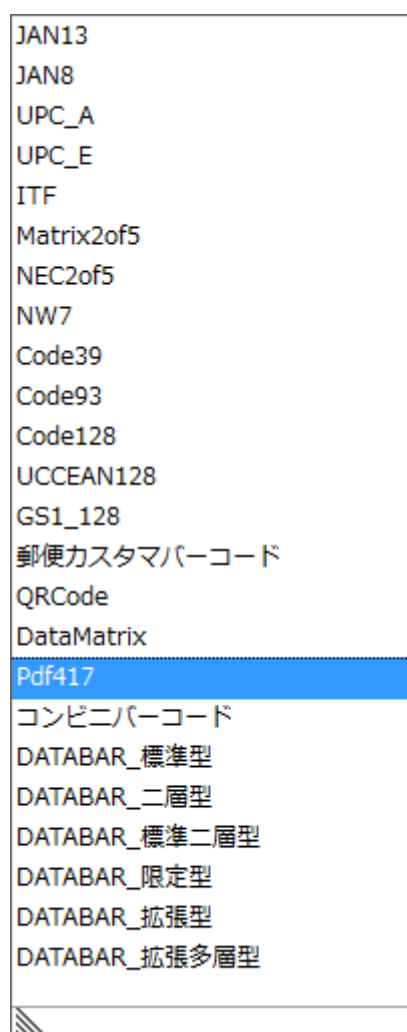 JAN13
JAN8
UPC_A
UPC_E
ITF
Matrix2of5
NEC2of5
NW7
Code39
Code93
Code128
UCCEAN128
GS1_128
郵便カスタマバーコード
QRCode
DataMatrix
Pdf417
コンビニバーコード
DATABAR_標準型
DATABAR_二層型
DATABAR_標準二層型
DATABAR_限定型
DATABAR_拡張型
DATABAR_拡張多層型